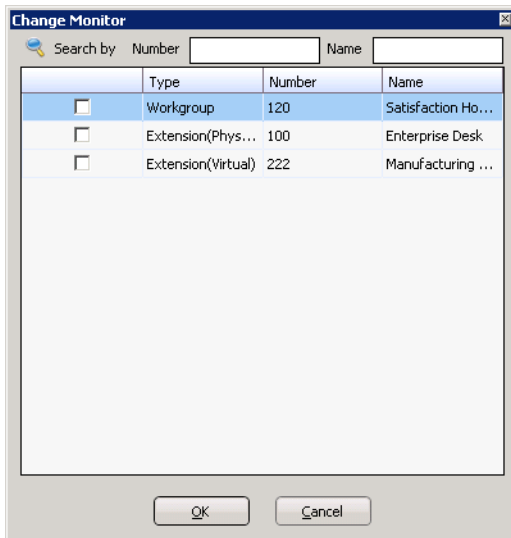 Change Monitor
Search by Number Name
Type Number Name
Workgroup 120 Satisfaction Ho...
Extension(Phys... 100 Enterprise Desk
Extension(Virtual) 222 Manufacturing ...
OK Cancel